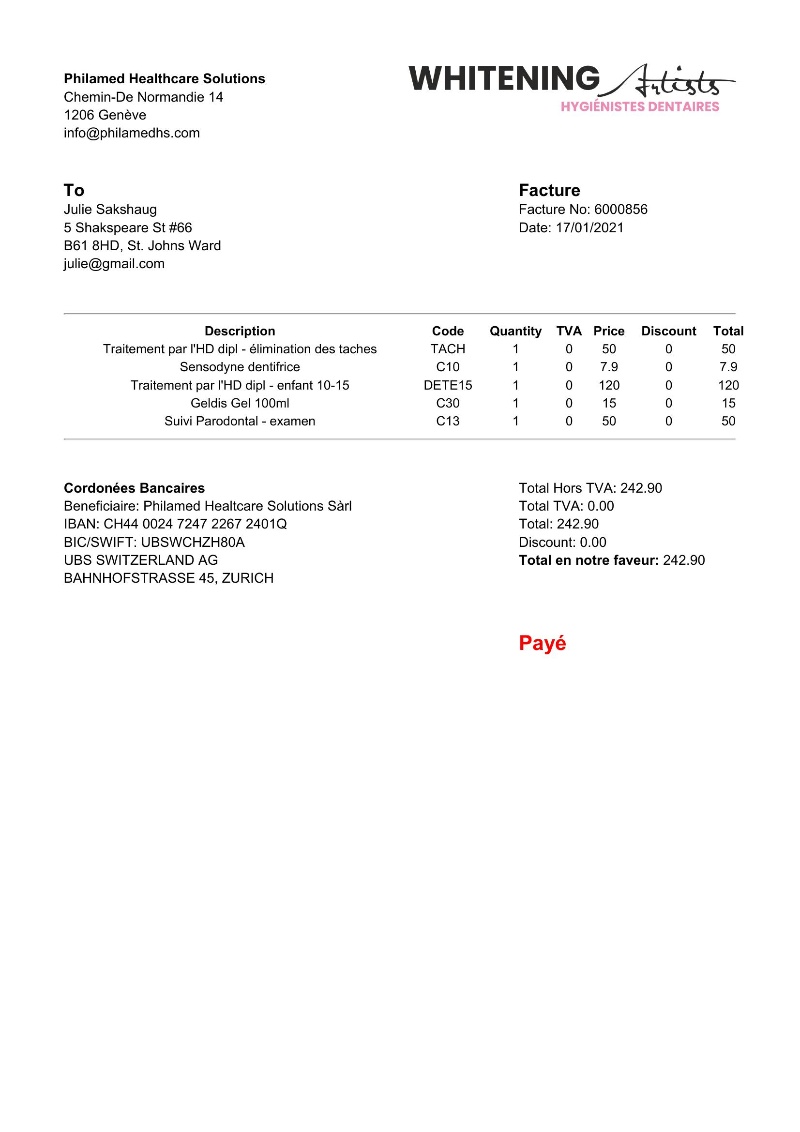 Philamed Healthcare Solutions
Chemin-De Normandie 14
1206 Genève
info@philamedhs.com
WHITENING Artists
HYGIÉNISTES DENTAIRES
To
Julie Sakshaug
5 Shakspeare St #66
B61 8HD, St. Johns Ward
julie@gmail.com
Facture
Facture No: 6000856
Date: 17/01/2021
Description Code Quantity TVA Price Discount Total
Traitement par l'HD dipl - élimination des taches TACH 1 0 50 0 50
Sensodyne dentifrice C10 1 0 7.9 0 7.9
Traitement par l'HD dipl - enfant 10-15 DETE15 1 0 120 0 120
Geldis Gel 100ml C30 1 0 15 0 15
Suivi Parodontal - examen C13 1 0 50 0 50
Cordonées Bancaires
Beneficiaire: Philamed Healtcare Solutions Sàrl
IBAN: CH44 0024 7247 2267 2401Q
BIC/SWIFT: UBSWCHZH80A
UBS SWITZERLAND AG
BAHNHOFSTRASSE 45, ZURICH
Total Hors TVA: 242.90
Total TVA: 0.00
Total: 242.90
Discount: 0.00
Total en notre faveur: 242.90
Payé